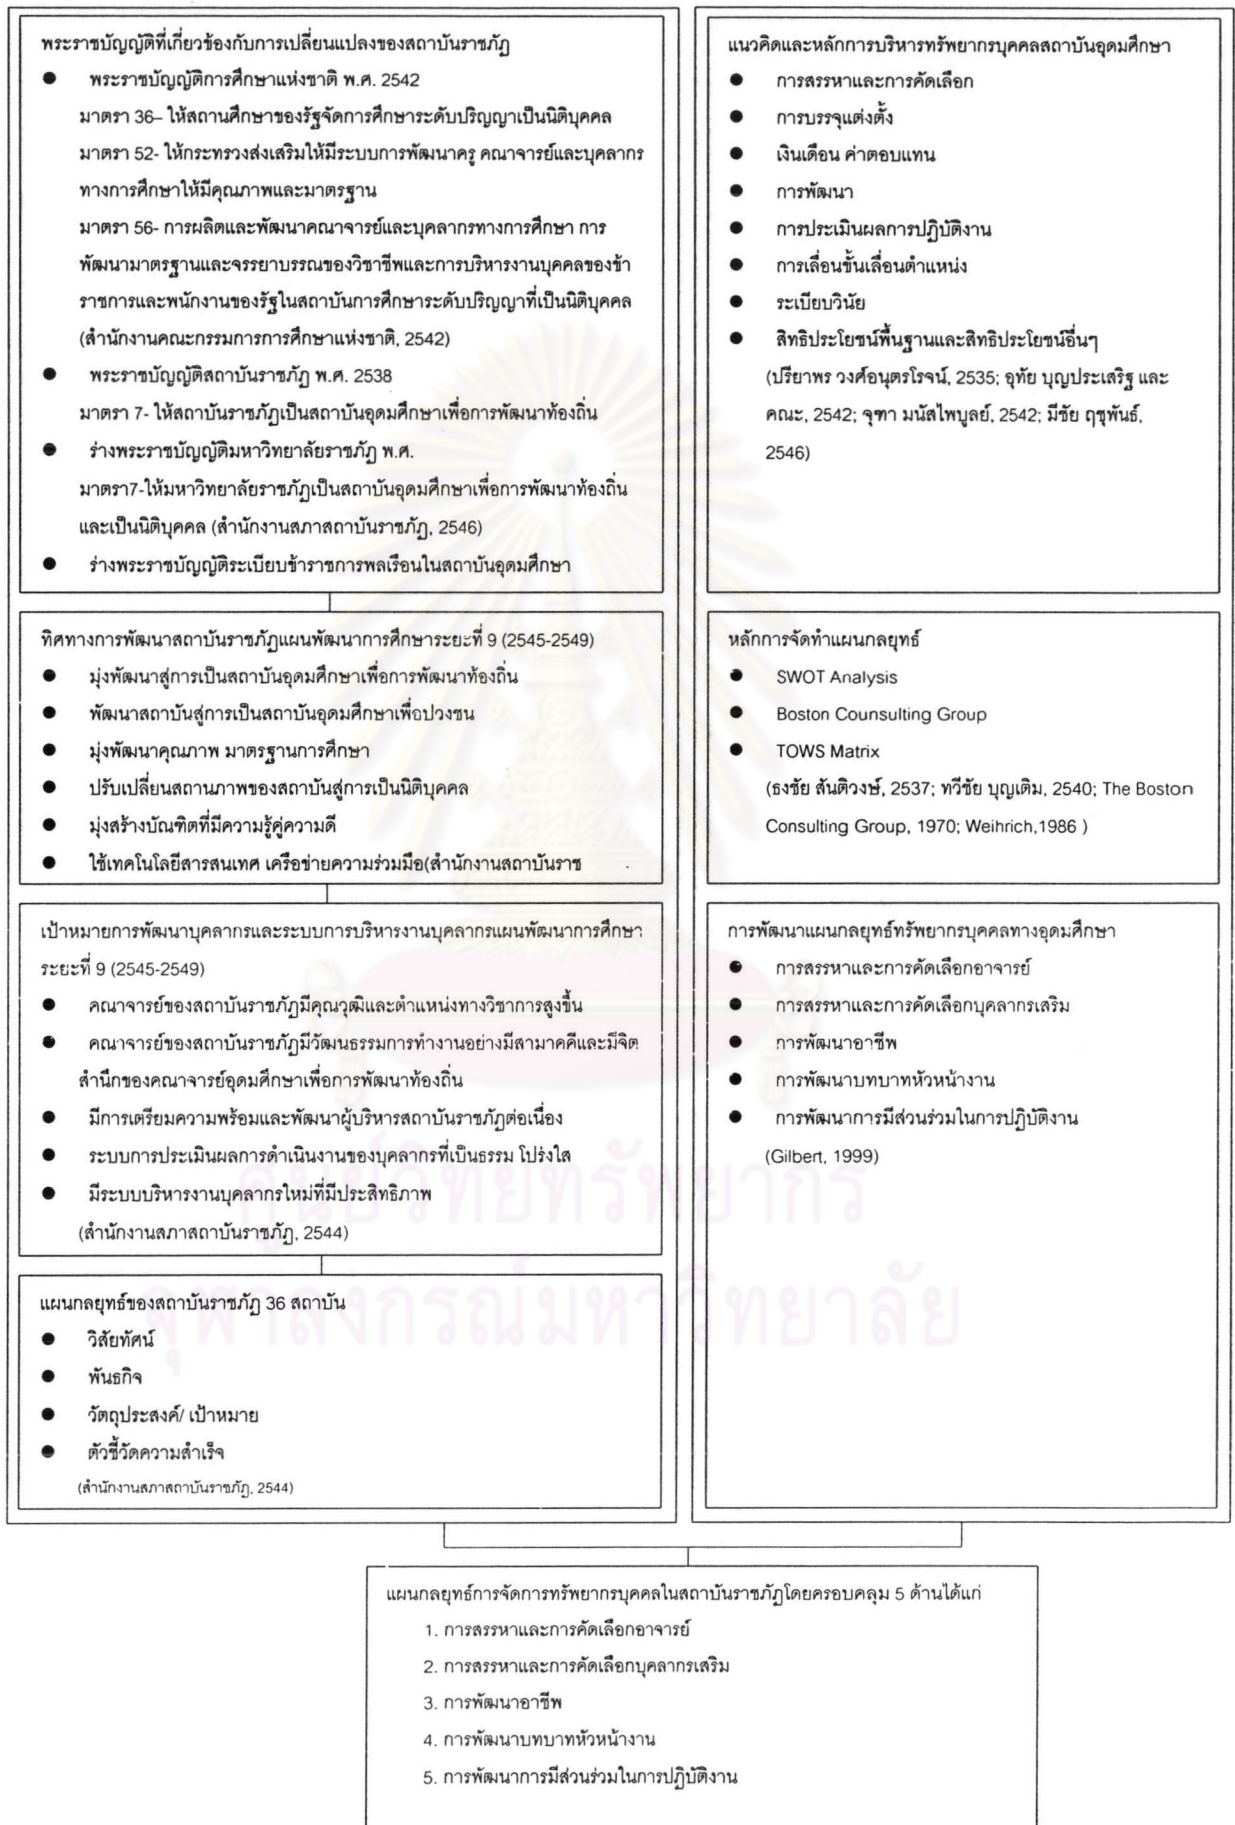 พระราชบัญญัติที่เกี่ยวข้องกับการเปลี่ยนแปลงของสถาบันราชภัฏ
● พระราชบัญญัติการศึกษาแห่งชาติ พ.ศ. 2542
มาตรา 36– ให้สถานศึกษาของรัฐจัดการศึกษาระดับปริญญาเป็นนิติบุคคล
มาตรา 52- ให้กระทรวงส่งเสริมให้มีระบบการพัฒนาครู คณาจารย์และบุคลากร
ทางการศึกษาให้มีคุณภาพและมาตรฐาน
มาตรา 56- การผลิตและพัฒนาคณาจารย์และบุคลากรทางการศึกษา การ
พัฒนามาตรฐานและจรรยาบรรณของวิชาชีพและการบริหารงานบุคคลของข้า
ราชการและพนักงานของรัฐในสถาบันการศึกษาระดับปริญญาที่เป็นนิติบุคคล
(สำนักงานคณะกรรมการการศึกษาแห่งชาติ, 2542)
● พระราชบัญญัติสถาบันราชภัฏ พ.ศ. 2538
มาตรา 7- ให้สถาบันราชภัฏเป็นสถาบันอุดมศึกษาเพื่อการพัฒนาท้องถิ่น
● ร่างพระราชบัญญัติมหาวิทยาลัยราชภัฏ พ.ศ.
มาตรา7-ให้มหาวิทยาลัยราชภัฏเป็นสถาบันอุดมศึกษาเพื่อการพัฒนาท้องถิ่น
และเป็นนิติบุคคล (สำนักงานสภาสถาบันราชภัฏ, 2546)
● ร่างพระราชบัญญัติระเบียบข้าราชการพลเรือนในสถาบันอุดมศึกษา
ทิศทางการพัฒนาสถาบันราชภัฏแผนพัฒนาการศึกษาระยะที่ 9 (2545-2549)
● มุ่งพัฒนาสู่การเป็นสถาบันอุดมศึกษาเพื่อการพัฒนาท้องถิ่น
● พัฒนาสถาบันสู่การเป็นสถาบันอุดมศึกษาเพื่อปวงชน
● มุ่งพัฒนาคุณภาพ มาตรฐานการศึกษา
● ปรับเปลี่ยนสถานภาพของสถาบันสู่การเป็นนิติบุคคล
● มุ่งสร้างบัณฑิตที่มีความรู้คู่ความดี
● ใช้เทคโนโลยีสารสนเทศ เครือข่ายความร่วมมือ(สำนักงานสถาบันราช
เป้าหมายการพัฒนาบุคลากรและระบบการบริหารงานบุคลากรแผนพัฒนาการศึกษา
ระยะที่ 9 (2545-2549)
● คณาจารย์ของสถาบันราชภัฏมีคุณวุฒิและตำแหน่งทางวิชาการสูงขึ้น
● คณาจารย์ของสถาบันราชภัฏมีวัฒนธรรมการทำงานอย่างมีสามาคคีและมีจิต
สำนึกของคณาจารย์อุดมศึกษาเพื่อการพัฒนาท้องถิ่น
● มีการเตรียมความพร้อมและพัฒนาผู้บริหารสถาบันราชภัฏต่อเนื่อง
● ระบบการประเมินผลการดำเนินงานของบุคลากรที่เป็นธรรม โปร่งใส
● มีระบบบริหารงานบุคลากรใหม่ที่มีประสิทธิภาพ
(สำนักงานสภาสถาบันราชภัฏ, 2544)
แผนกลยุทธ์ของสถาบันราชภัฏ 36 สถาบัน
● วิสัยทัศน์
● พันธกิจ
● วัตถุประสงค์/ เป้าหมาย
● ตัวชี้วัดความสำเร็จ
(สำนักงานสภาสถาบันราชภัฏ, 2544)
แนวคิดและหลักการบริหารทรัพยากรบุคคลสถาบันอุดมศึกษา
● การสรรหาและการคัดเลือก
● การบรรจุแต่งตั้ง
● เงินเดือน ค่าตอบแทน
● การพัฒนา
● การประเมินผลการปฏิบัติงาน
● การเลื่อนขั้นเลื่อนตำแหน่ง
● ระเบียบวินัย
● สิทธิประโยชน์พื้นฐานและสิทธิประโยชน์อื่นๆ
(ปรียาพร วงศ์อนุตรโรจน์, 2535; อุทัย บุญประเสริฐ และ
คณะ, 2542; จุฑา มนัสไพบูลย์, 2542; มีชัย ฤชุพันธ์,
2546)
หลักการจัดทำแผนกลยุทธ์
● SWOT Analysis
● Boston Counsulting Group
● TOWS Matrix
(ธงชัย สันติวงษ์, 2537; ทวีชัย บุญเติม, 2540; The Boston
Consulting Group, 1970; Weihrich,1986 )
การพัฒนาแผนกลยุทธ์ทรัพยากรบุคคลทางอุดมศึกษา
● การสรรหาและการคัดเลือกอาจารย์
● การสรรหาและการคัดเลือกบุคลากรเสริม
● การพัฒนาอาชีพ
● การพัฒนาบทบาทหัวหน้างาน
● การพัฒนาการมีส่วนร่วมในการปฏิบัติงาน
(Gilbert, 1999)
ศูนย์วิทยทรัพยากร
จุฬาลงกรณ์มหาวิทยาลัย
แผนกลยุทธ์การจัดการทรัพยากรบุคคลในสถาบันราชภัฏโดยครอบคลุม 5 ด้านได้แก่
1. การสรรหาและการคัดเลือกอาจารย์
2. การสรรหาและการคัดเลือกบุคลากรเสริม
3. การพัฒนาอาชีพ
4. การพัฒนาบทบาทหัวหน้างาน
5. การพัฒนาการมีส่วนร่วมในการปฏิบัติงาน